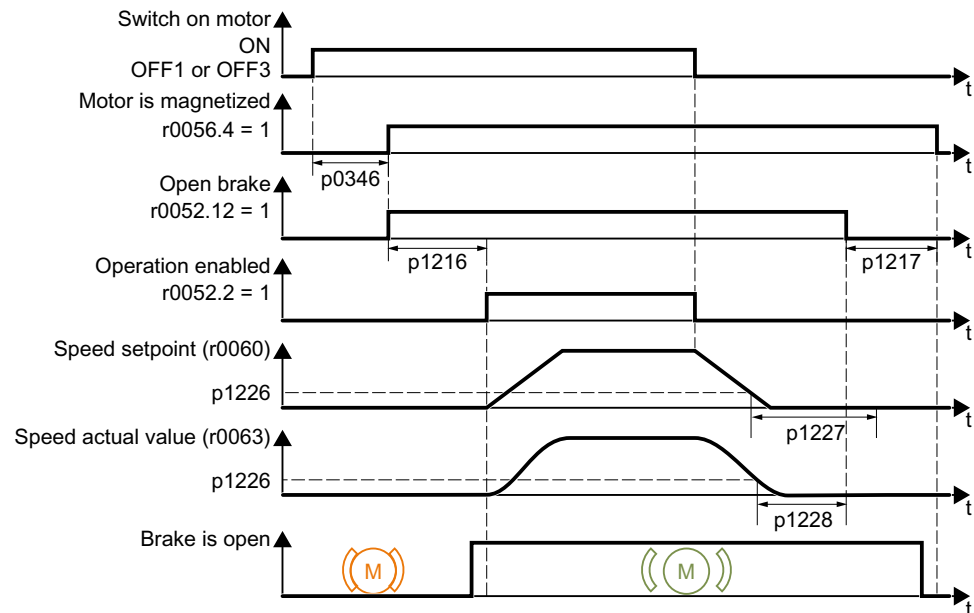 Switch on motor
ON
OFF1 or OFF3
t
Motor is magnetized
r0056.4 = 1
t
p0346
Open brake
r0052.12 = 1
t
p1216
p1217
Operation enabled
r0052.2 = 1
t
Speed setpoint (r0060)
p1226
t
p1227
Speed actual value (r0063)
p1226
t
p1228
Brake is open
M
M
t